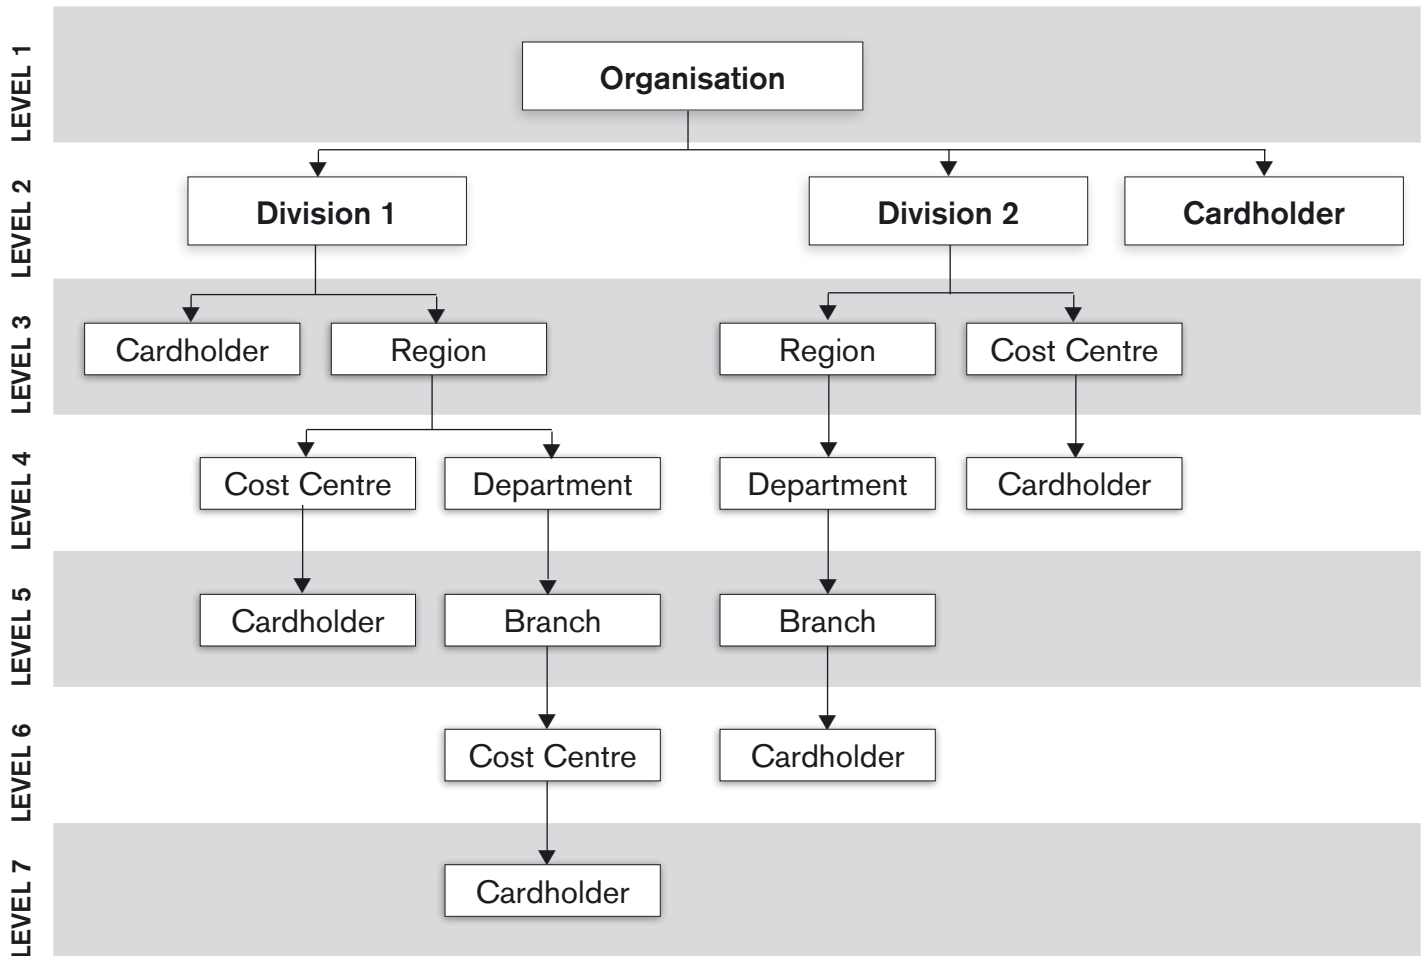 LEVEL 1
Organisation
LEVEL 2
Division 1
Division 2
Cardholder
LEVEL 3
Cardholder
Region
Region
Cost Centre
LEVEL 4
Cost Centre
Department
Department
Cardholder
LEVEL 5
Cardholder
Branch
Branch
LEVEL 6
Cost Centre
Cardholder
LEVEL 7
Cardholder